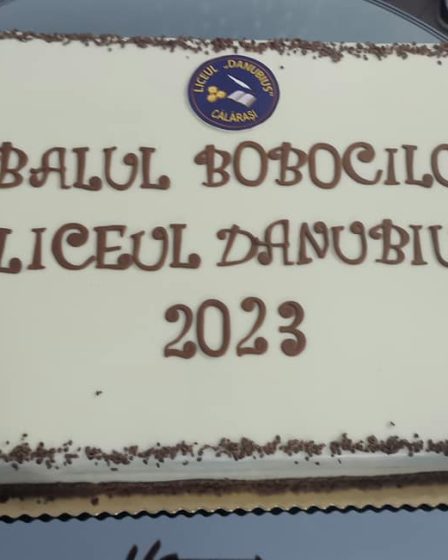 LICEUL „DANUBIUS”
CĂLĂRAȘI
BALUL BOBOCILO
LICEUL DANUBIU
2023